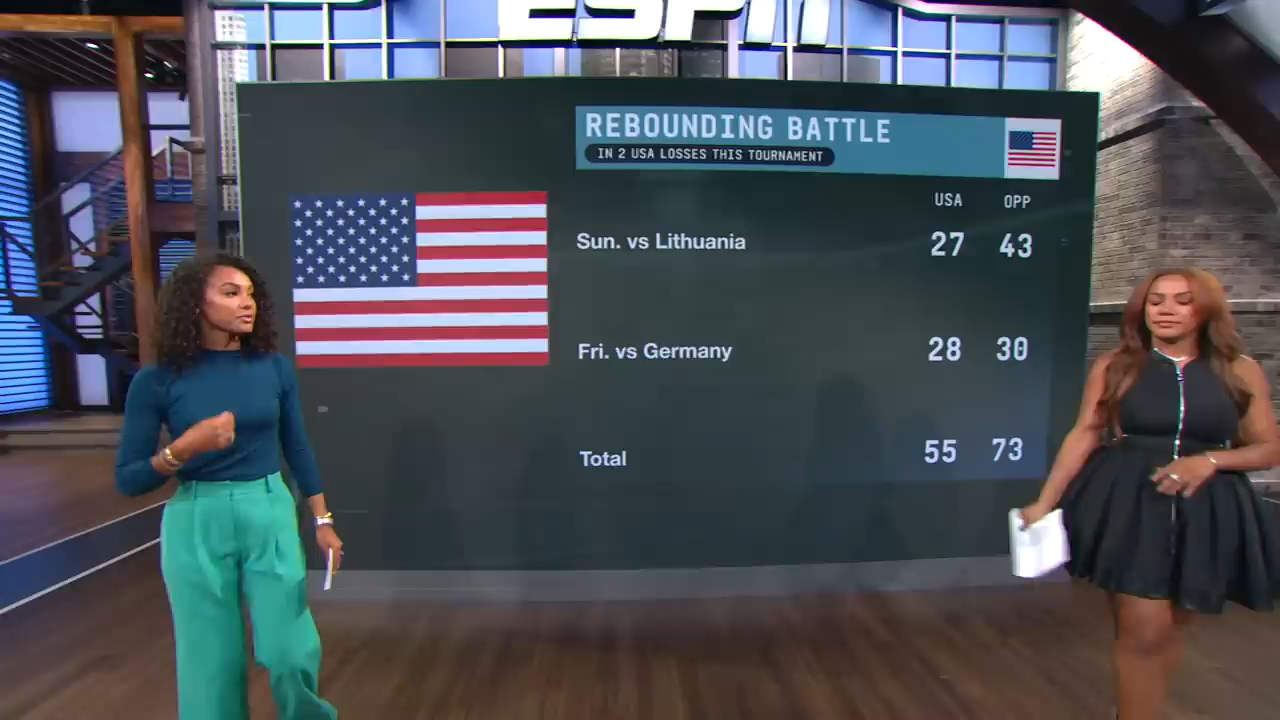 ESPN
REBOUNDING BATTLE
IN 2 USA LOSSES THIS TOURNAMENT
USA OPP
Sun. vs Lithuania 27 43
Fri. vs Germany 28 30
Total 55 73